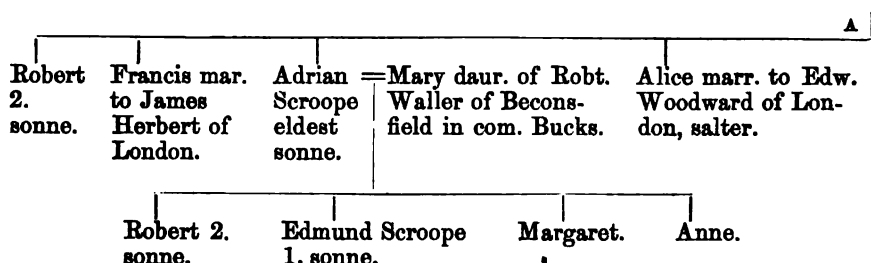 A
Robert
2.
sonne.
Francis mar.
to James
Herbert of
London.
Adrian
Scroope
eldest
sonne.
=Mary daur. of Robt.
Waller of Becons-
field in com. Bucks.
Alice marr. to Edw.
Woodward of Lon-
don, salter.
Robert 2.
sonne.
Edmund Scroope
1. sonne.
Margaret.
Anne.